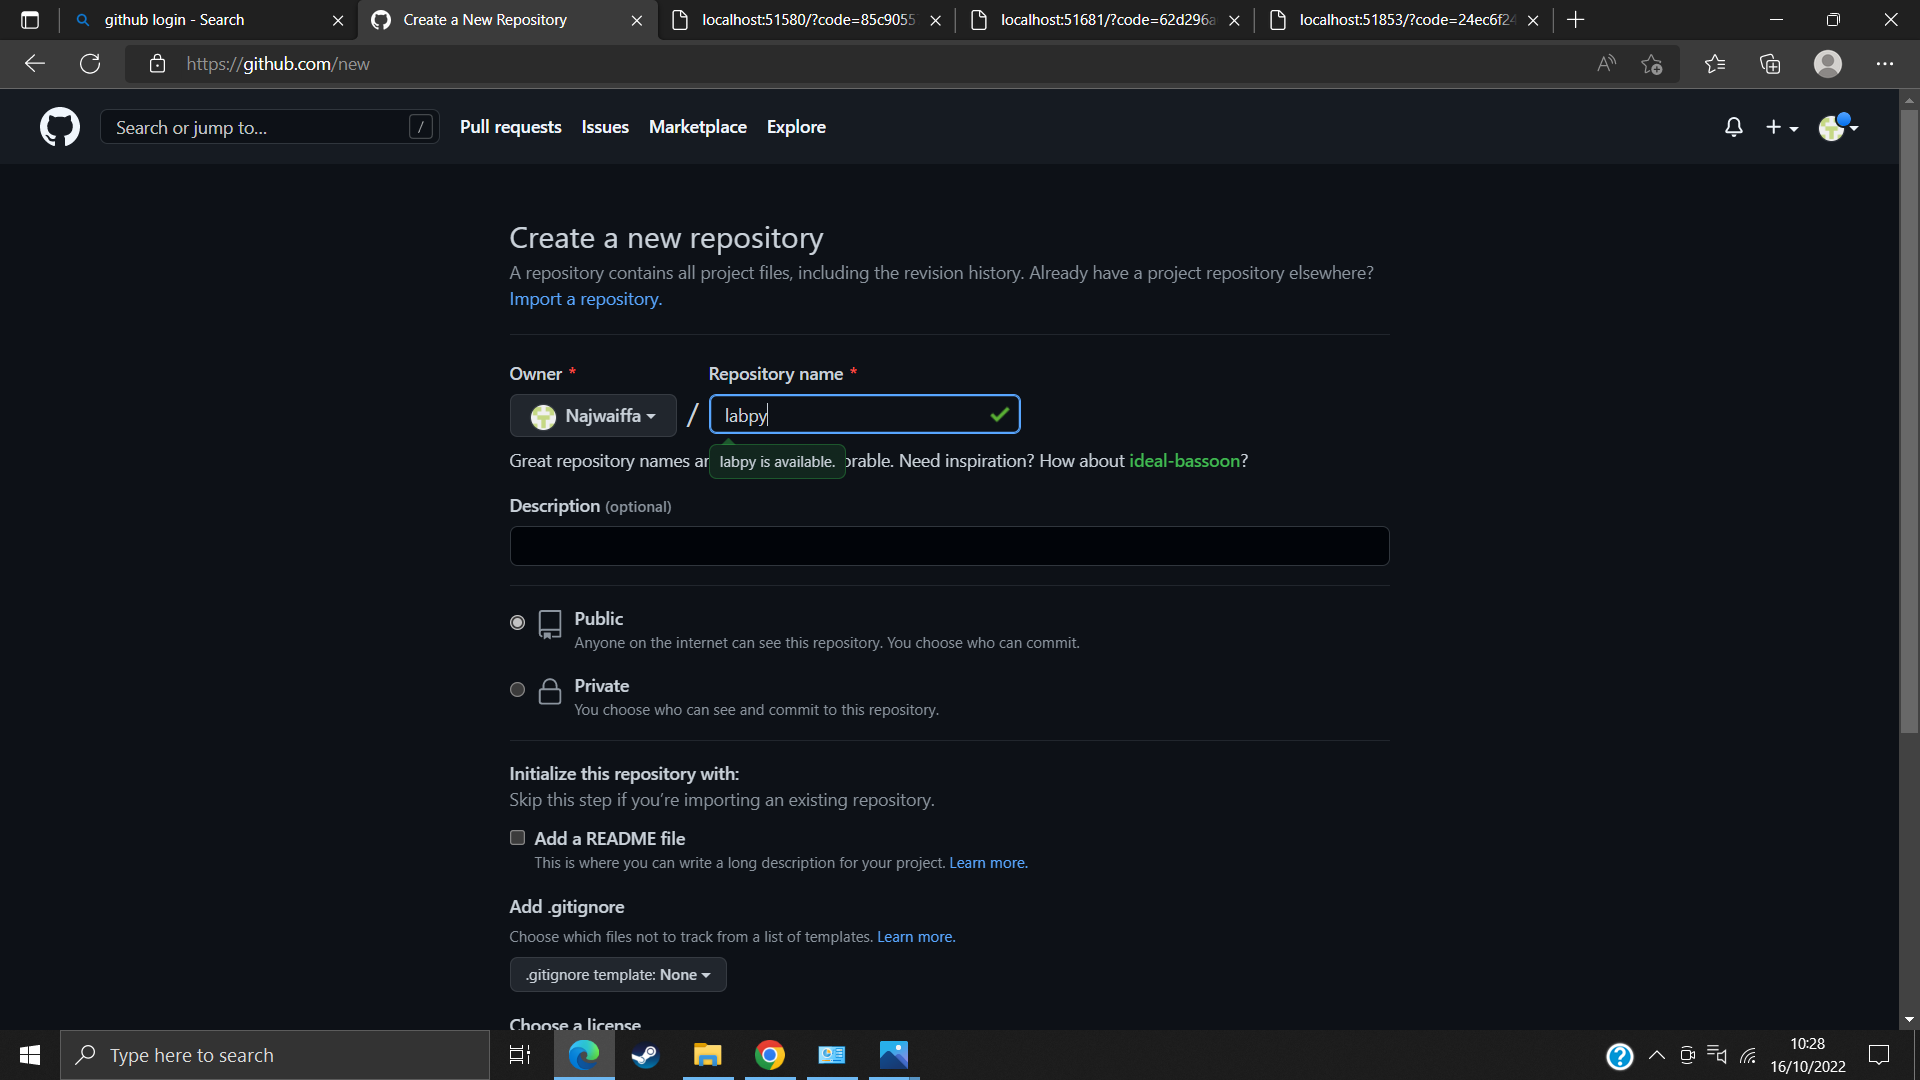 github login - Search
Create a New Repository
localhost:51580/?code=85c9055
localhost:51681/?code=62d296a
localhost:51853/?code=24ec6f24
https://github.com/new
Search or jump to...
/
Pull requests
Issues
Marketplace
Explore
Create a new repository
A repository contains all project files, including the revision history. Already have a project repository elsewhere?
Import a repository.
Owner *
Repository name *
Najwaiffa
/
labpy
Great repository names ar
labpy is available.
orable. Need inspiration? How about ideal-bassoon?
Description (optional)
Public
Anyone on the internet can see this repository. You choose who can commit.
Private
You choose who can see and commit to this repository.
Initialize this repository with:
Skip this step if you're importing an existing repository.
Add a README file
This is where you can write a long description for your project. Learn more.
Add .gitignore
Choose which files not to track from a list of templates. Learn more.
.gitignore template: None
Choose a license
Type here to search
10:28
16/10/2022